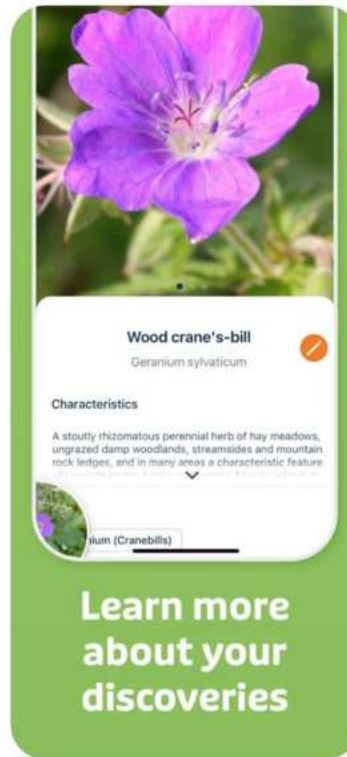 Wood crane's-bill
Geranium sylvaticum
Characteristics
A stoutly rhizomatous perennial herb of hay meadows,
ungrazed damp woodlands, streamsides and mountain
rock ledges, and in many areas a characteristic feature
ium (Cranebills)
Learn more
about your
discoveries